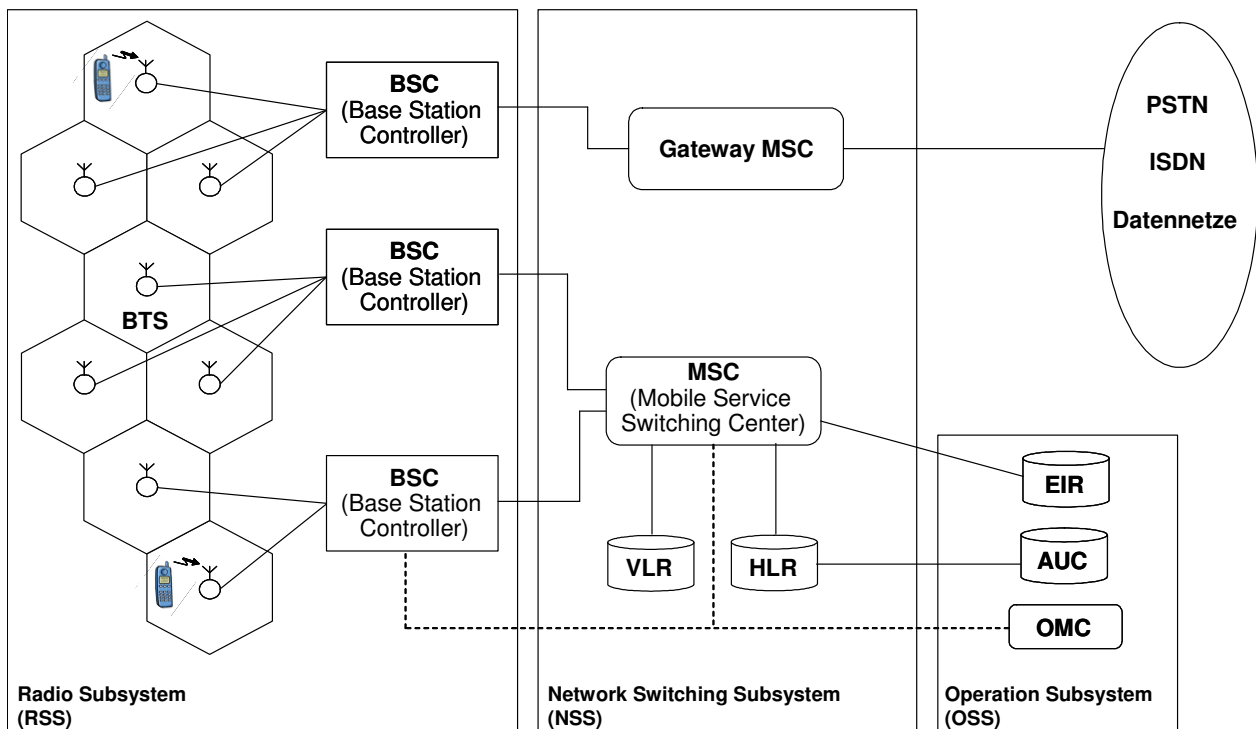 BSC
(Base Station
Controller)
Gateway MSC
PSTN
ISDN
Datennetze
BSC
(Base Station
Controller)
BTS
MSC
(Mobile Service
Switching Center)
BSC
(Base Station
Controller)
VLR
HLR
EIR
AUC
OMC
Radio Subsystem
(RSS)
Network Switching Subsystem
(NSS)
Operation Subsystem
(OSS)